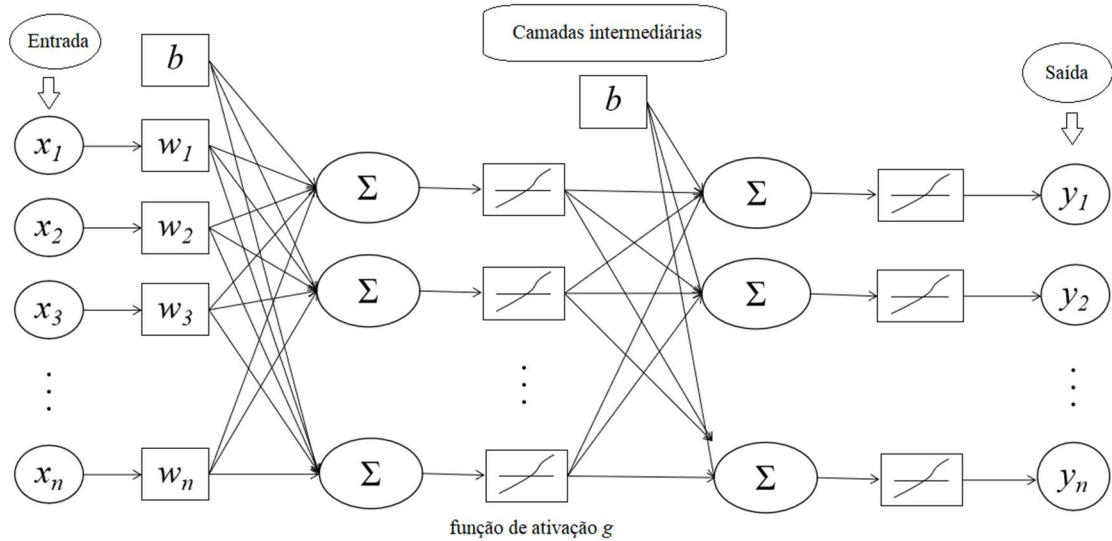 Entrada
Camadas intermediárias
Saída
b
b
x1
w1
Σ
Σ
y1
x2
w2
x3
w3
Σ
Σ
y2
xn
wn
Σ
Σ
yn
função de ativação g